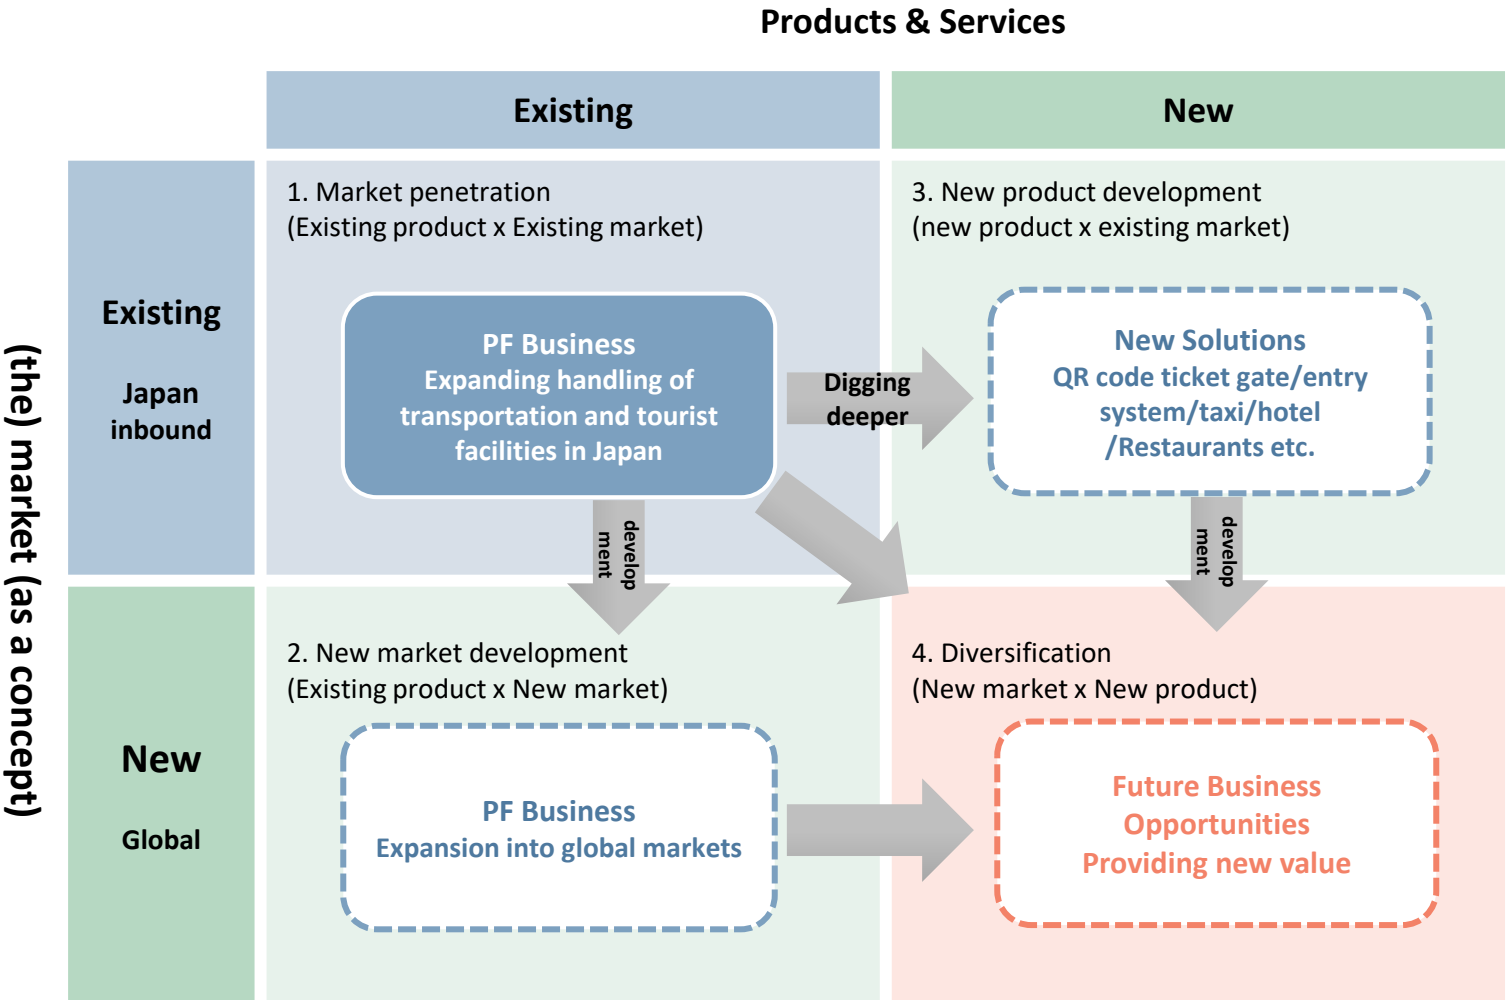 Products & Services
Existing
New
(the) market (as a concept)
Existing
Japan
inbound
1. Market penetration
(Existing product x Existing market)
PF Business
Expanding handling of
transportation and tourist
facilities in Japan
Digging
deeper
3. New product development
(new product x existing market)
New Solutions
QR code ticket gate/entry
system/taxi/hotel
/Restaurants etc.
develop
ment
develop
ment
New
Global
2. New market development
(Existing product x New market)
PF Business
Expansion into global markets
4. Diversification
(New market x New product)
Future Business
Opportunities
Providing new value